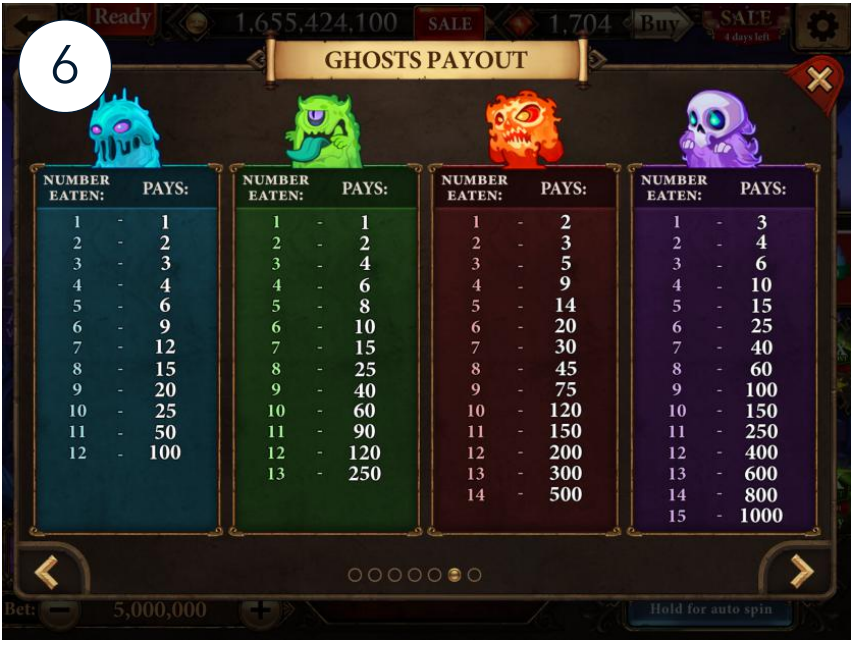 6
Ready
1,655,424,100
SALE
1,704
Buy
SALE
4 days left
GHOSTS PAYOUT
NUMBER EATEN: PAYS:
1 - 1
2 - 2
3 - 3
4 - 4
5 - 6
6 - 9
7 - 12
8 - 15
9 - 20
10 - 25
11 - 50
12 - 100
NUMBER EATEN: PAYS:
1 - 1
2 - 2
3 - 4
4 - 6
5 - 8
6 - 10
7 - 15
8 - 25
9 - 40
10 - 60
11 - 90
12 - 120
13 - 250
NUMBER EATEN: PAYS:
1 - 2
2 - 3
3 - 5
4 - 9
5 - 14
6 - 20
7 - 30
8 - 45
9 - 75
10 - 120
11 - 150
12 - 200
13 - 300
14 - 500
NUMBER EATEN: PAYS:
1 - 3
2 - 4
3 - 6
4 - 10
5 - 15
6 - 25
7 - 40
8 - 60
9 - 100
10 - 150
11 - 250
12 - 400
13 - 600
14 - 800
15 - 1000
Bet: 5,000,000
Hold for auto spin